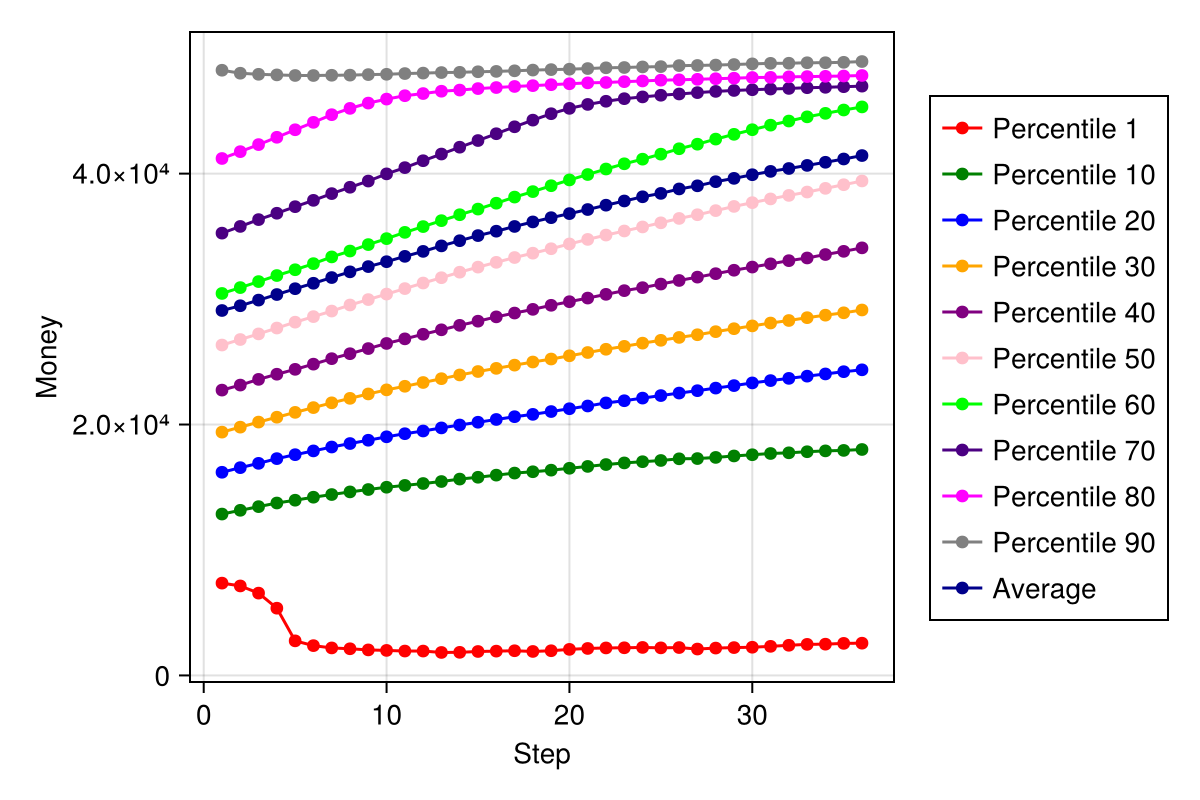 4.0×10⁴
2.0×10⁴
0
Money
0 10 20 30
Step
Percentile 1
Percentile 10
Percentile 20
Percentile 30
Percentile 40
Percentile 50
Percentile 60
Percentile 70
Percentile 80
Percentile 90
Average